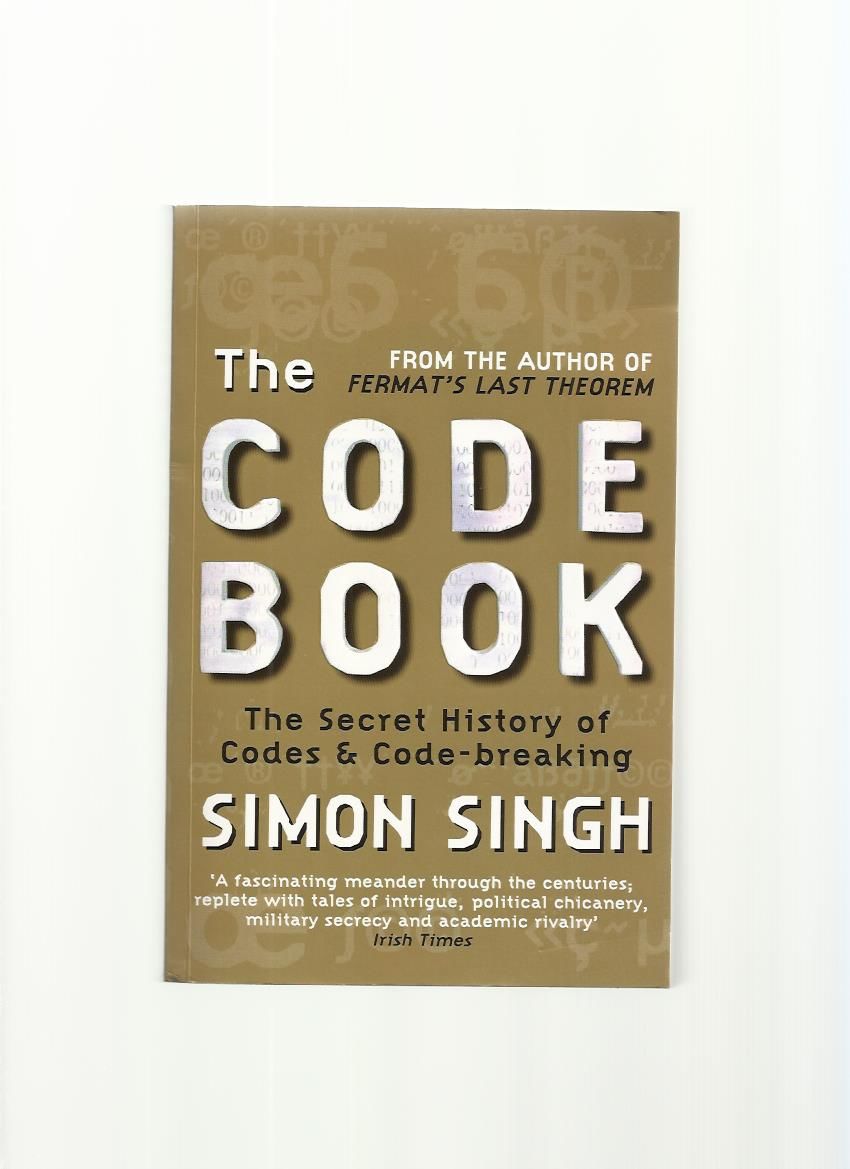 The
FROM THE AUTHOR OF
FERMAT'S LAST THEOREM
CODE
BOOK
The Secret History of
Codes & Code-breaking
SIMON SINGH
'A fascinating meander through the centuries;
replete with tales of intrigue, political chicanery,
military secrecy and academic rivalry'
Irish Times